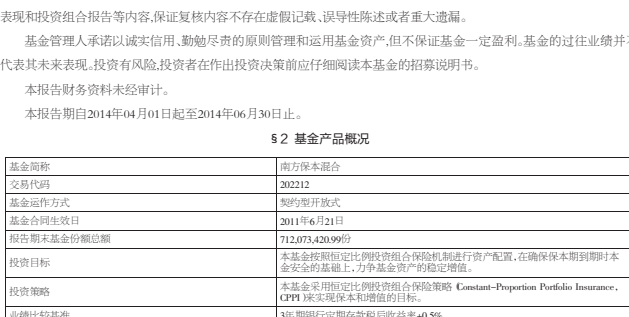 表现和投资组合报告等内容,保证复核内容不存在虚假记载、误导性陈述或者重大遗漏。
基金管理人承诺以诚实信用、勤勉尽责的原则管理和运用基金资产,但不保证基金一定盈利。基金的过往业绩并不
代表其未来表现。投资有风险,投资者在作出投资决策前应仔细阅读本基金的招募说明书。
本报告财务资料未经审计。
本报告期自2014年04月01日起至2014年06月30日止。
§2 基金产品概况
基金简称 南方保本混合
交易代码 202212
基金运作方式 契约型开放式
基金合同生效日 2011年6月21日
报告期末基金份额总额 712,073,420.99份
投资目标 本基金按照恒定比例投资组合保险机制进行资产配置,在确保保本期到期时本
金安全的基础上,力争基金资产的稳定增值。
投资策略 本基金采用恒定比例投资组合保险策略(Constant-Proportion Portfolio Insurance,
CPPI)来实现保本和增值的目标。
业绩比较基准 3年期银行定期存款税后收益率+0.5%